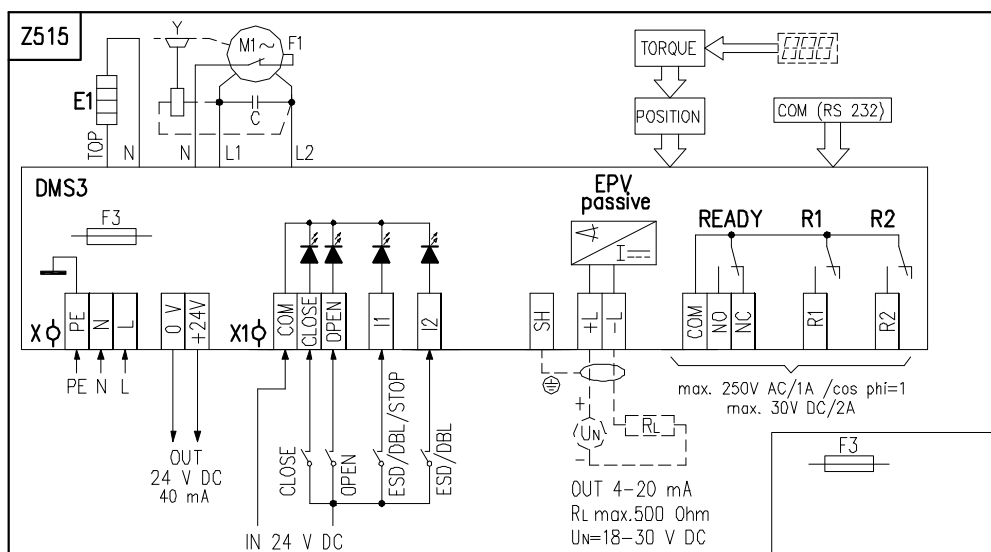 Z515
Y
M1~
F1
TORQUE
E1
C
POSITION
COM (RS 232)
TOP
N
N
L1
L2
DMS3
F3
EPV
passive
READY
R1
R2
I
X
PE
N
L
0 V
+24V
X1
COM
CLOSE
OPEN
I1
I2
SH
+L
-L
COM
NO
NC
R1
R2
PE N L
max. 250V AC/1A /cos phi=1
max. 30V DC/2A
+
UN
-
RL
CLOSE
OPEN
ESD/DBL/STOP
ESD/DBL
OUT
24 V DC
40 mA
IN 24 V DC
OUT 4-20 mA
RL max.500 Ohm
UN=18-30 V DC
F3